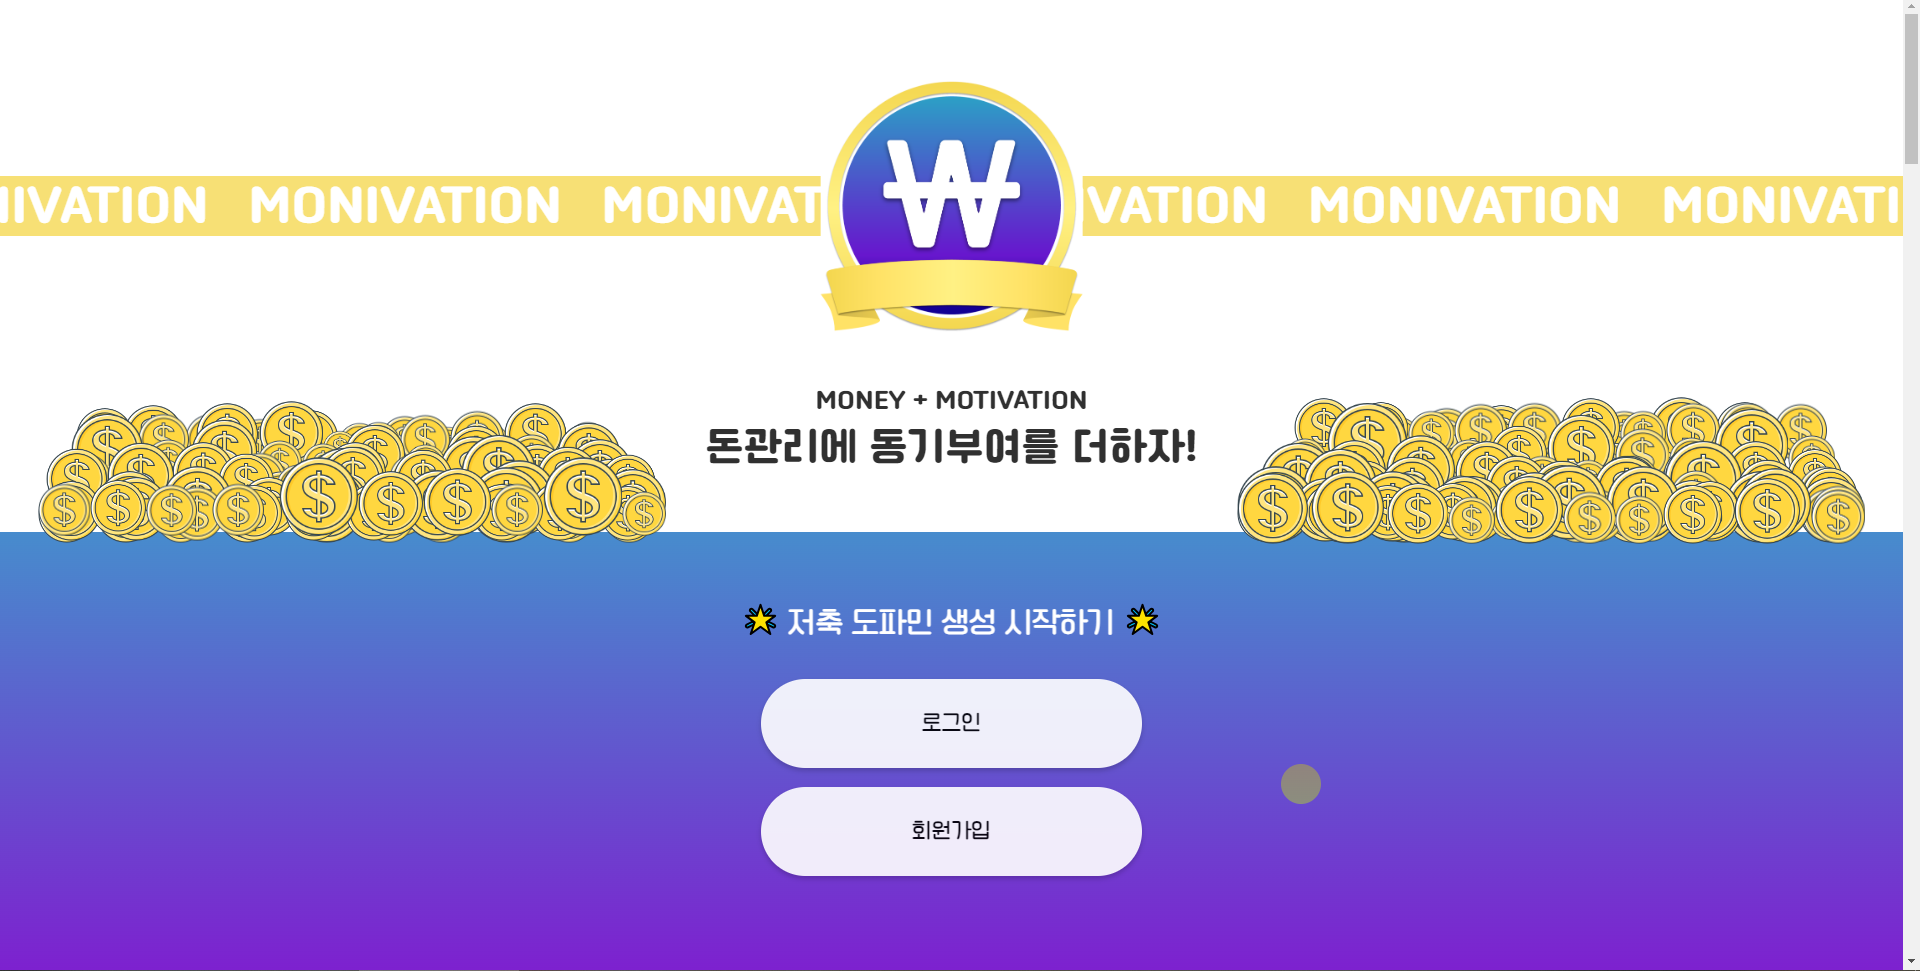 NIVATION MONIVATION MONIVAT VATION MONIVATION MONIVATI
₩
MONEY + MOTIVATION
돈관리에 동기부여를 더하자!
저축 도파민 생성 시작하기
로그인
회원가입